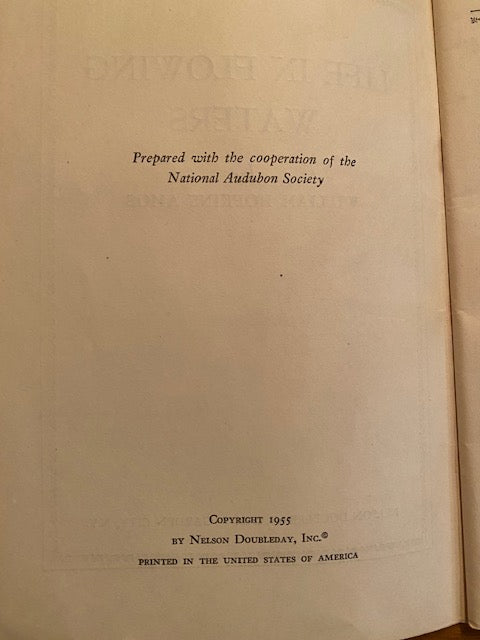 Prepared with the cooperation of the
National Audubon Society
Copyright 1955
by Nelson Doubleday, Inc.®
PRINTED IN THE UNITED STATES OF AMERICA